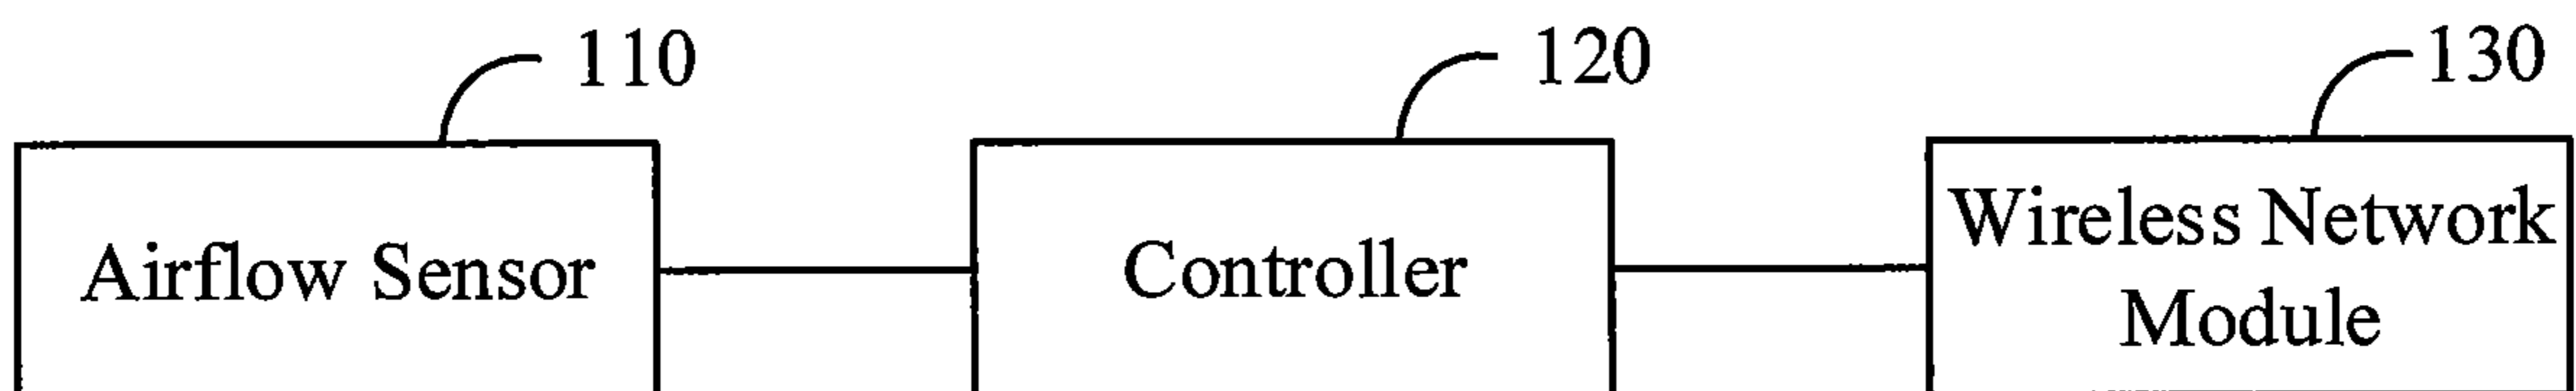 110
120
130
Airflow Sensor
Controller
Wireless Network
Module